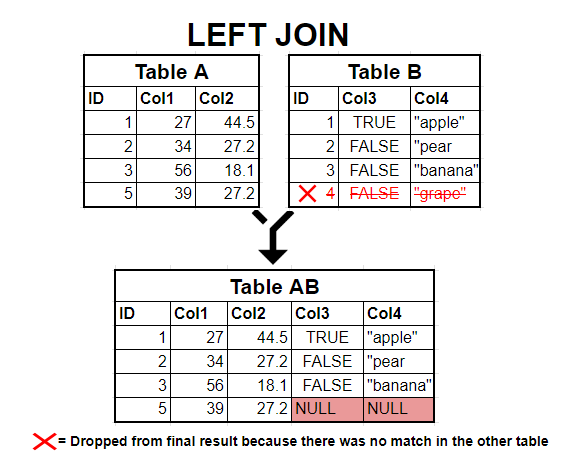 LEFT JOIN
Table A
ID Col1 Col2
1 27 44.5
2 34 27.2
3 56 18.1
5 39 27.2
Table B
ID Col3 Col4
1 TRUE "apple"
2 FALSE "pear
3 FALSE "banana"
4 FALSE "grape"
Table AB
ID Col1 Col2 Col3 Col4
1 27 44.5 TRUE "apple"
2 34 27.2 FALSE "pear
3 56 18.1 FALSE "banana"
5 39 27.2 NULL NULL
= Dropped from final result because there was no match in the other table